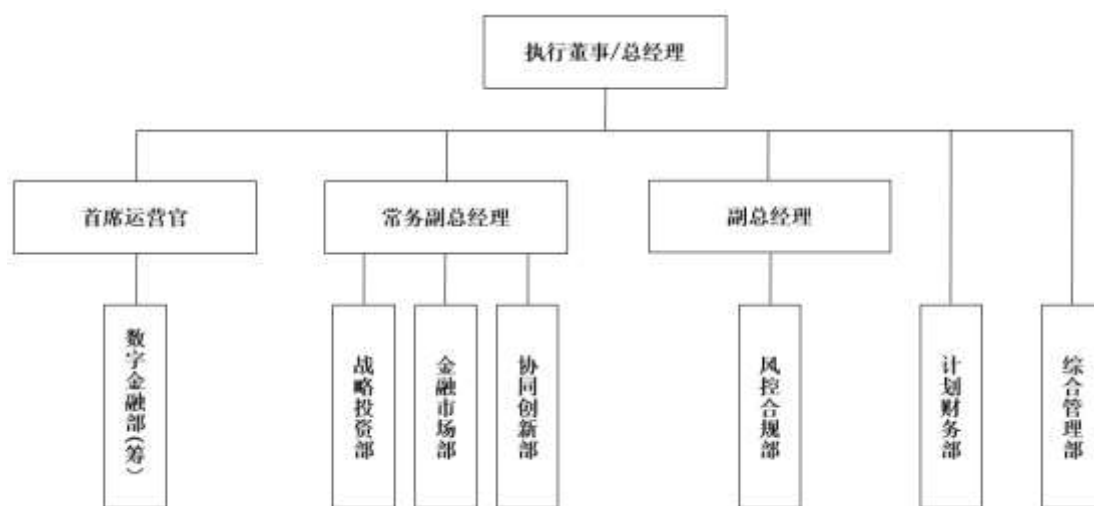 执行董事/总经理
首席运营官
常务副总经理
副总经理
数字金融部(筹)
战略投资部
金融市场部
协同创新部
风控合规部
计划财务部
综合管理部